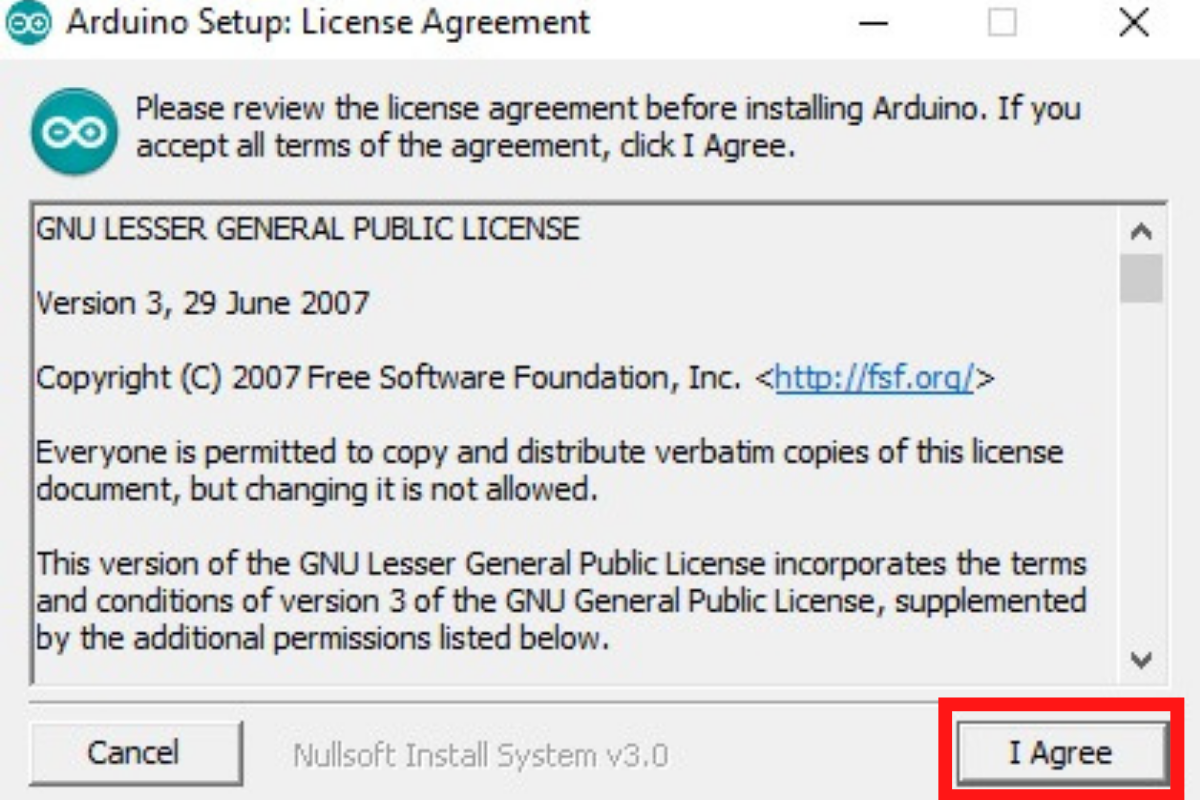 Arduino Setup: License Agreement
Please review the license agreement before installing Arduino. If you
accept all terms of the agreement, click I Agree.
GNU LESSER GENERAL PUBLIC LICENSE
Version 3, 29 June 2007
Copyright (C) 2007 Free Software Foundation, Inc. <http://fsf.org/>
Everyone is permitted to copy and distribute verbatim copies of this license
document, but changing it is not allowed.
This version of the GNU Lesser General Public License incorporates the terms
and conditions of version 3 of the GNU General Public License, supplemented
by the additional permissions listed below.
Cancel
Nullsoft Install System v3.0
I Agree